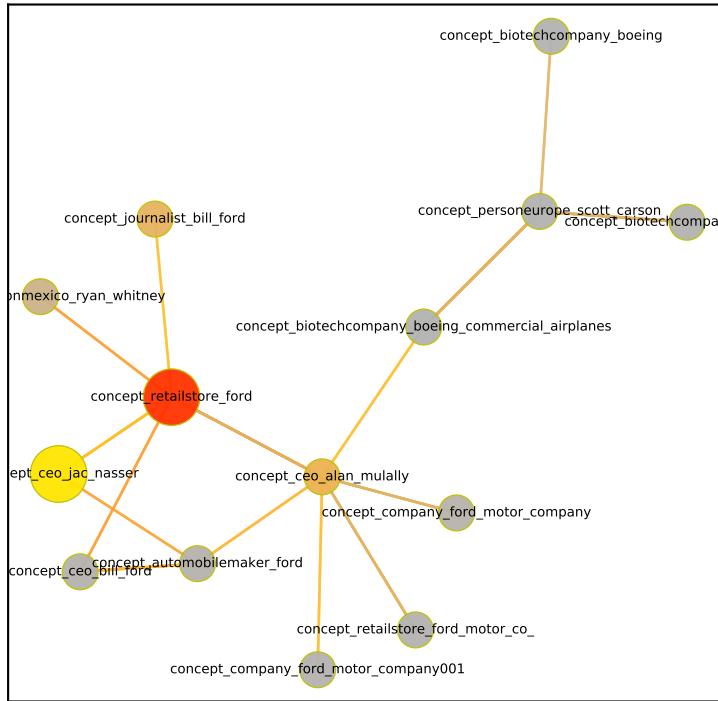 concept_biotechcompany_boeing
concept_personeurope_scott_carson
concept_biotechcompa
concept_journalist_bill_ford
onmexico_ryan_whitney
concept_biotechcompany_boeing_commercial_airplanes
concept_retailstore_ford
ept_ceo_jac_nasser
concept_ceo_alan_mulally
concept_company_ford_motor_company
concept_automobilemaker_ford
concept_ceo_bill_ford
concept_retailstore_ford_motor_co_
concept_company_ford_motor_company001